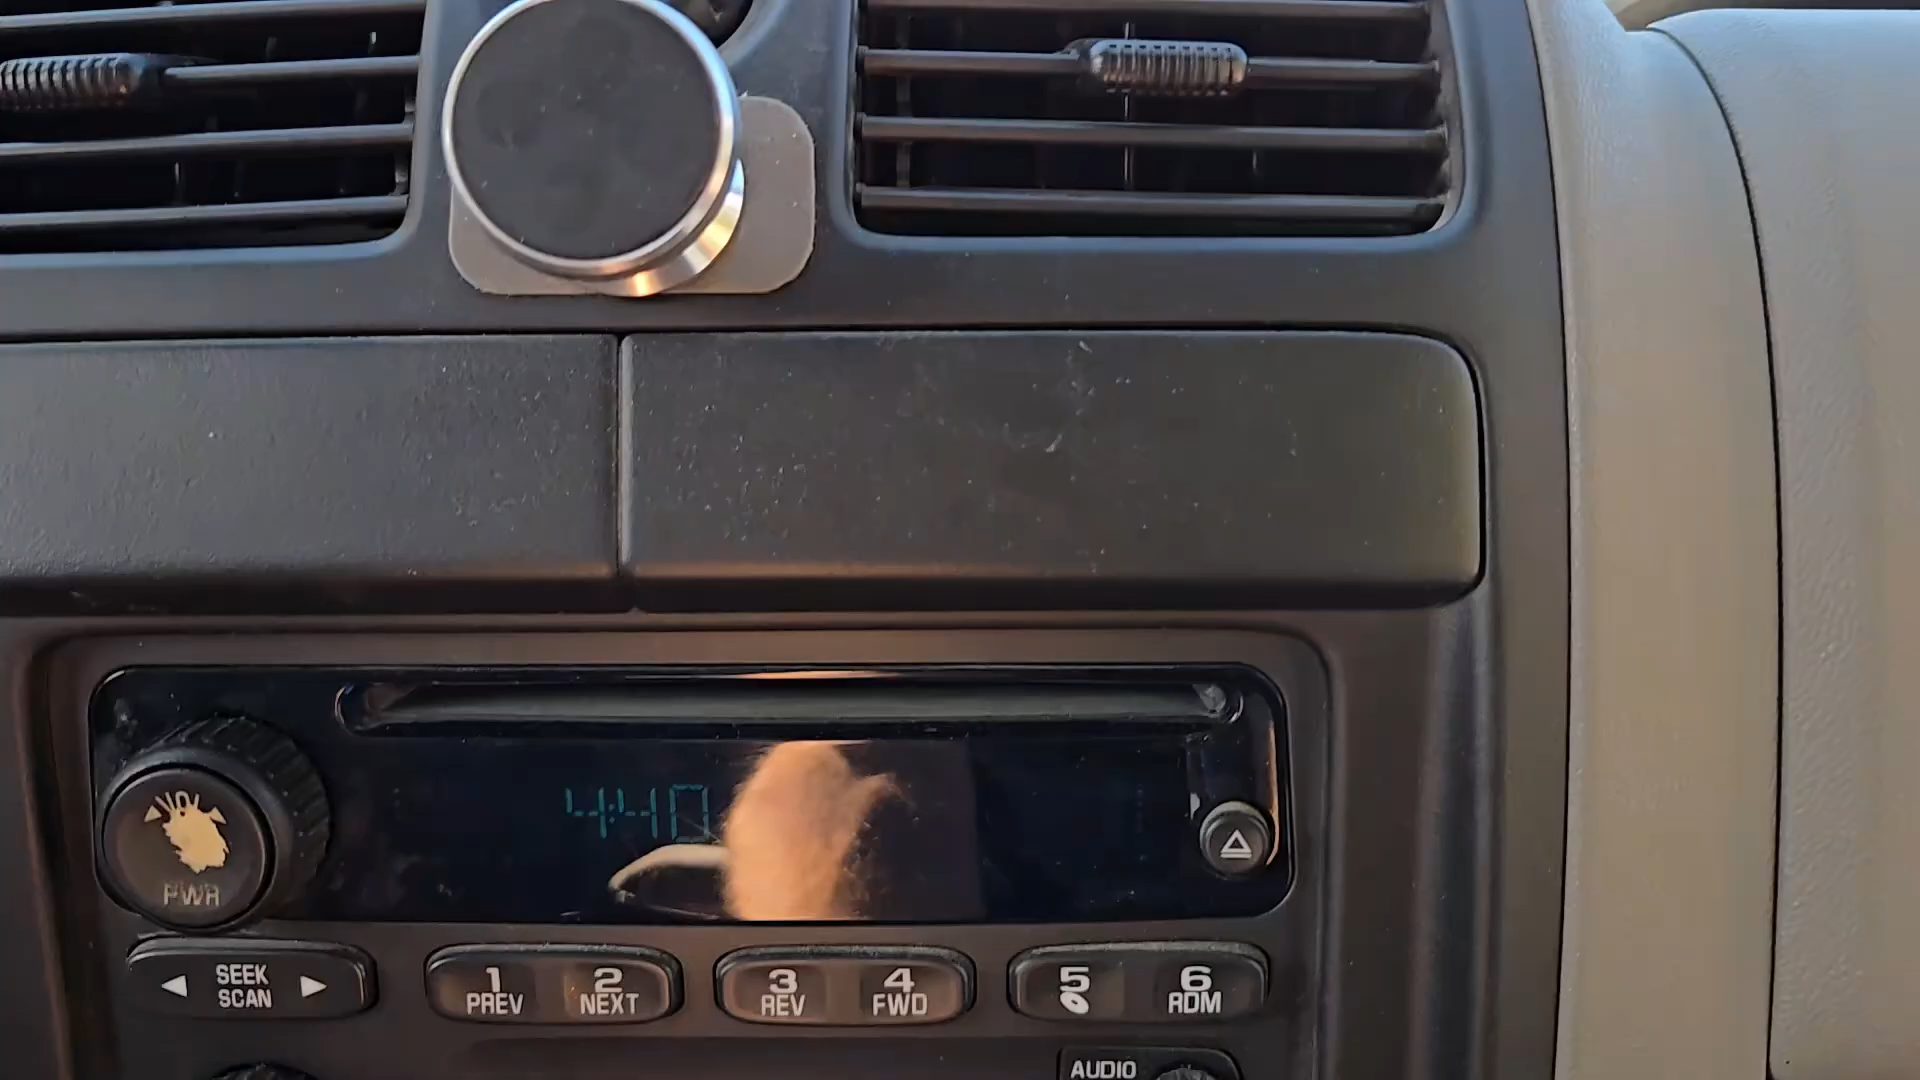 4:40
VOL
PWR
SEEK
SCAN
1
PREV
2
NEXT
3
REV
4
FWD
5
6
RDM
AUDIO